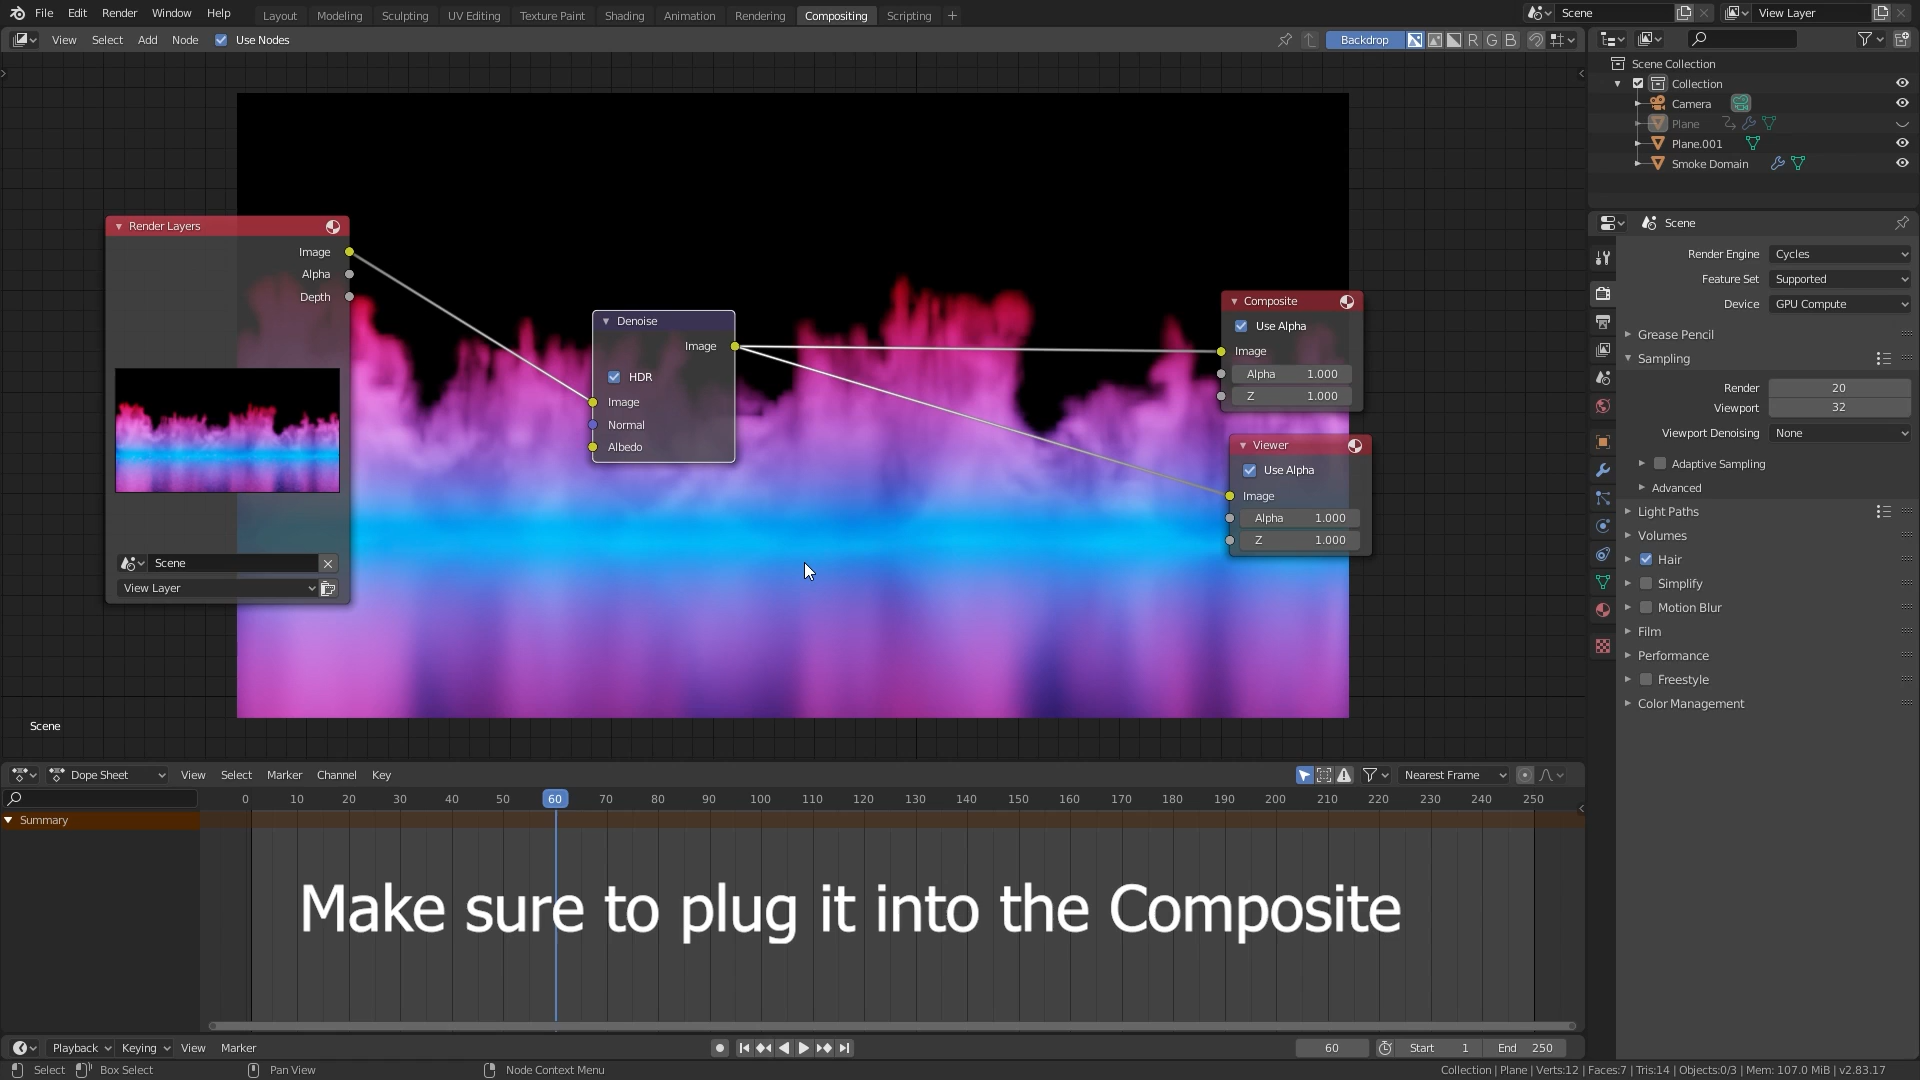 File Edit Render Window Help Layout Modeling Sculpting UV Editing Texture Paint Shading Animation Rendering Compositing Scripting + Scene View Layer
View Select Add Node Use Nodes Backdrop R G B
Scene Collection
Collection
Camera
Plane
Plane.001
Smoke Domain
Render Layers
Image
Alpha
Depth
Scene
View Layer
Denoise
Image
HDR
Image
Normal
Albedo
Composite
Use Alpha
Image
Alpha 1.000
Z 1.000
Viewer
Use Alpha
Image
Alpha 1.000
Z 1.000
Scene
Scene
Render Engine Cycles
Feature Set Supported
Device GPU Compute
Grease Pencil
Sampling
Render 20
Viewport 32
Viewport Denoising None
Adaptive Sampling
Advanced
Light Paths
Volumes
Hair
Simplify
Motion Blur
Film
Performance
Freestyle
Color Management
Dope Sheet View Select Marker Channel Key Nearest Frame
0 10 20 30 40 50 60 70 80 90 100 110 120 130 140 150 160 170 180 190 200 210 220 230 240 250
Summary
Make sure to plug it into the Composite
Playback Keying View Marker 60 Start 1 End 250
Select Box Select Pan View Node Context Menu Collection | Plane | Verts:12 | Faces:7 | Tris:14 | Objects:0/3 | Mem: 107.0 MiB | v2.83.17